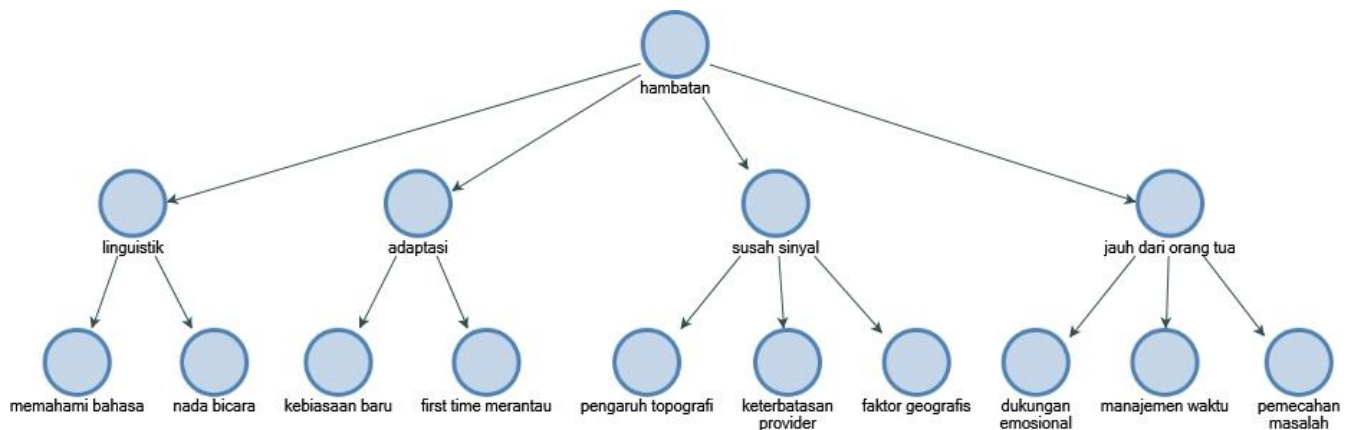 hambatan
linguistik
adaptasi
susah sinyal
jauh dari orang tua
memahami bahasa
nada bicara
kebiasaan baru
first time merantau
pengaruh topografi
keterbatasan
provider
faktor geografis
dukungan
emosional
manajemen waktu
pemecahan
masalah